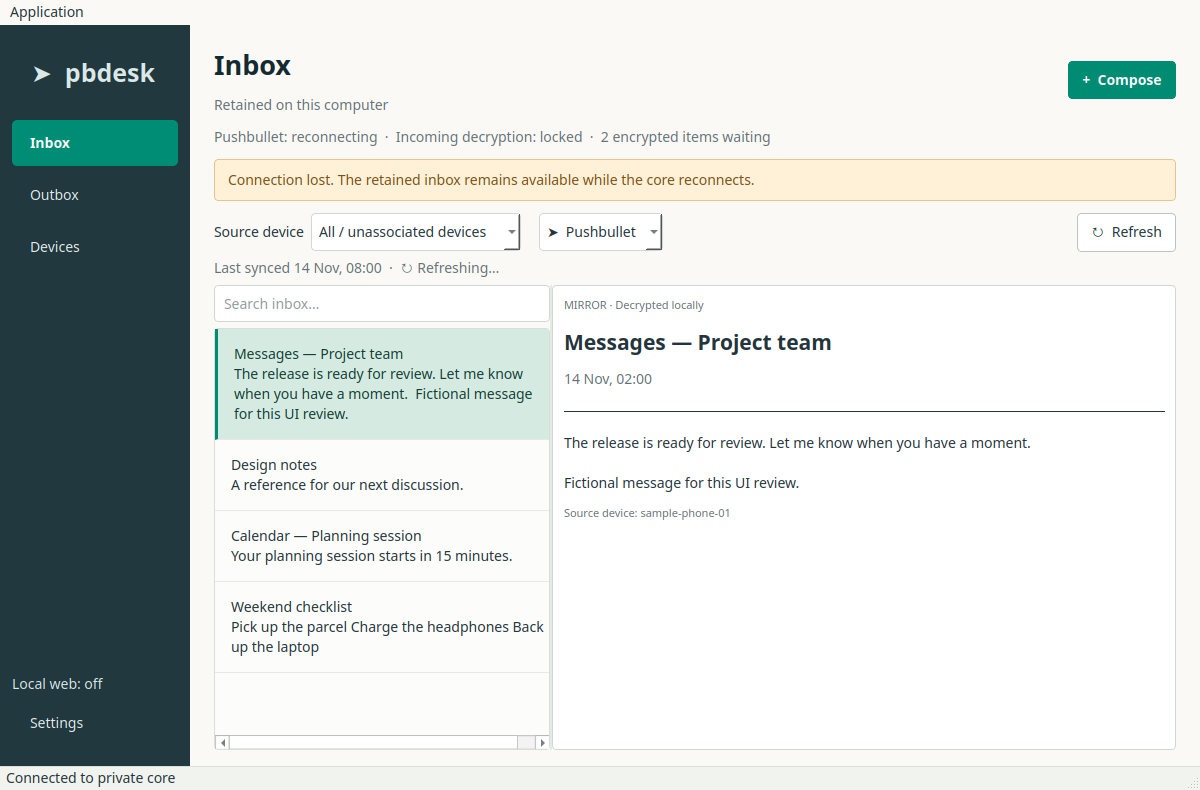 Application
➤ pbdesk
Inbox
Outbox
Devices
Local web: off
Settings
Inbox
+ Compose
Retained on this computer
Pushbullet: reconnecting · Incoming decryption: locked · 2 encrypted items waiting
Connection lost. The retained inbox remains available while the core reconnects.
Source device All / unassociated devices ➤ Pushbullet ↻ Refresh
Last synced 14 Nov, 08:00 · ↻ Refreshing...
Search inbox...
Messages — Project team
The release is ready for review. Let me know
when you have a moment. Fictional message
for this UI review.
Design notes
A reference for our next discussion.
Calendar — Planning session
Your planning session starts in 15 minutes.
Weekend checklist
Pick up the parcel Charge the headphones Back
up the laptop
MIRROR · Decrypted locally
Messages — Project team
14 Nov, 02:00
The release is ready for review. Let me know when you have a moment.
Fictional message for this UI review.
Source device: sample-phone-01
Connected to private core